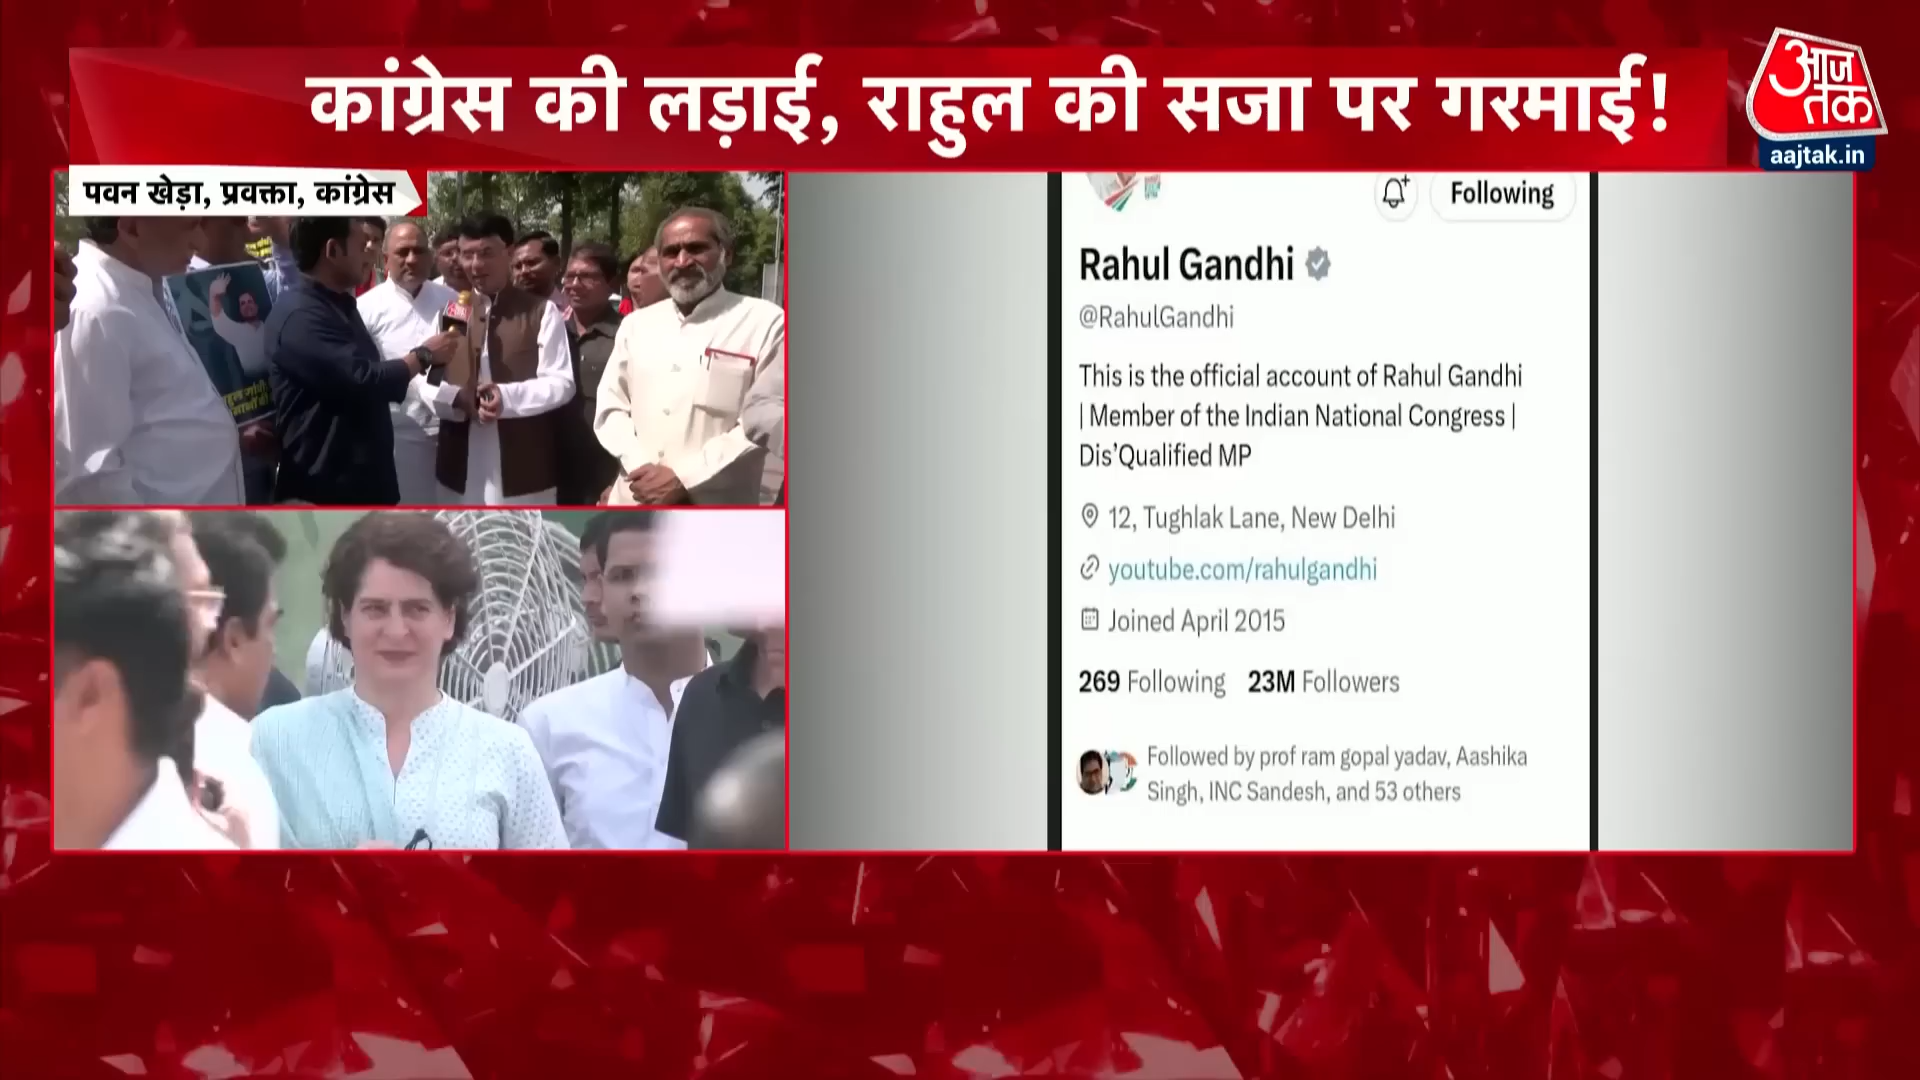 कांग्रेस की लड़ाई, राहुल की सजा पर गरमाई!
आज
तक
aajtak.in
पवन खेड़ा, प्रवक्ता, कांग्रेस
Following
Rahul Gandhi
@RahulGandhi
This is the official account of Rahul Gandhi
| Member of the Indian National Congress |
Dis'Qualified MP
12, Tughlak Lane, New Delhi
youtube.com/rahulgandhi
Joined April 2015
269 Following 23M Followers
Followed by prof ram gopal yadav, Aashika
Singh, INC Sandesh, and 53 others